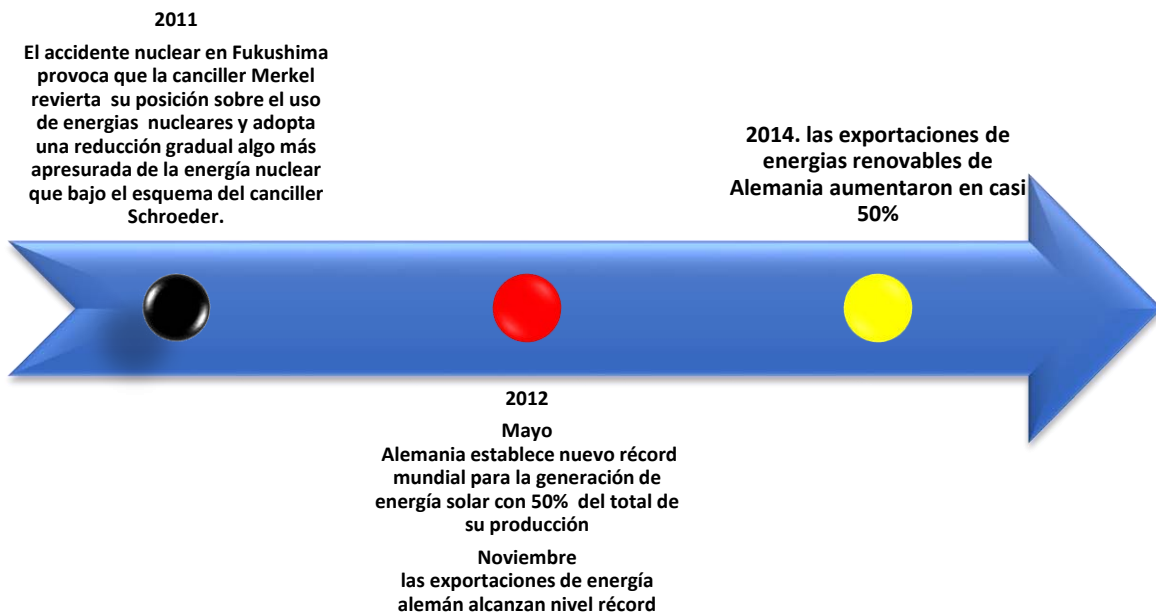 2011
El accidente nuclear en Fukushima
provoca que la canciller Merkel
revierta su posición sobre el uso
de energias nucleares y adopta
una reducción gradual algo más
apresurada de la energía nuclear
que bajo el esquema del canciller
Schroeder.
2012
Mayo
Alemania establece nuevo récord
mundial para la generación de
energía solar con 50% del total de
su producción
Noviembre
las exportaciones de energía
alemán alcanzan nivel récord
2014. las exportaciones de
energias renovables de
Alemania aumentaron en casi
50%